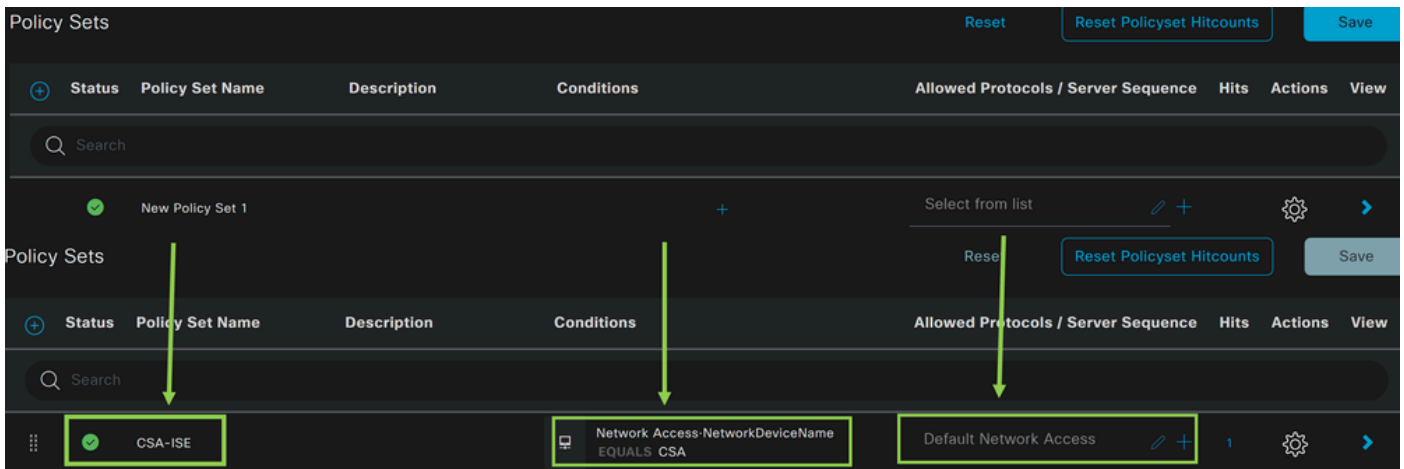 Policy Sets Reset Reset Policyset Hitcounts Save
Status Policy Set Name Description Conditions Allowed Protocols / Server Sequence Hits Actions View
Search
New Policy Set 1 + Select from list +
Policy Sets Rese Reset Policyset Hitcounts Save
Status Policy Set Name Description Conditions Allowed Protocols / Server Sequence Hits Actions View
Search
CSA-ISE Network Access·NetworkDeviceName Default Network Access + 1
EQUALS CSA